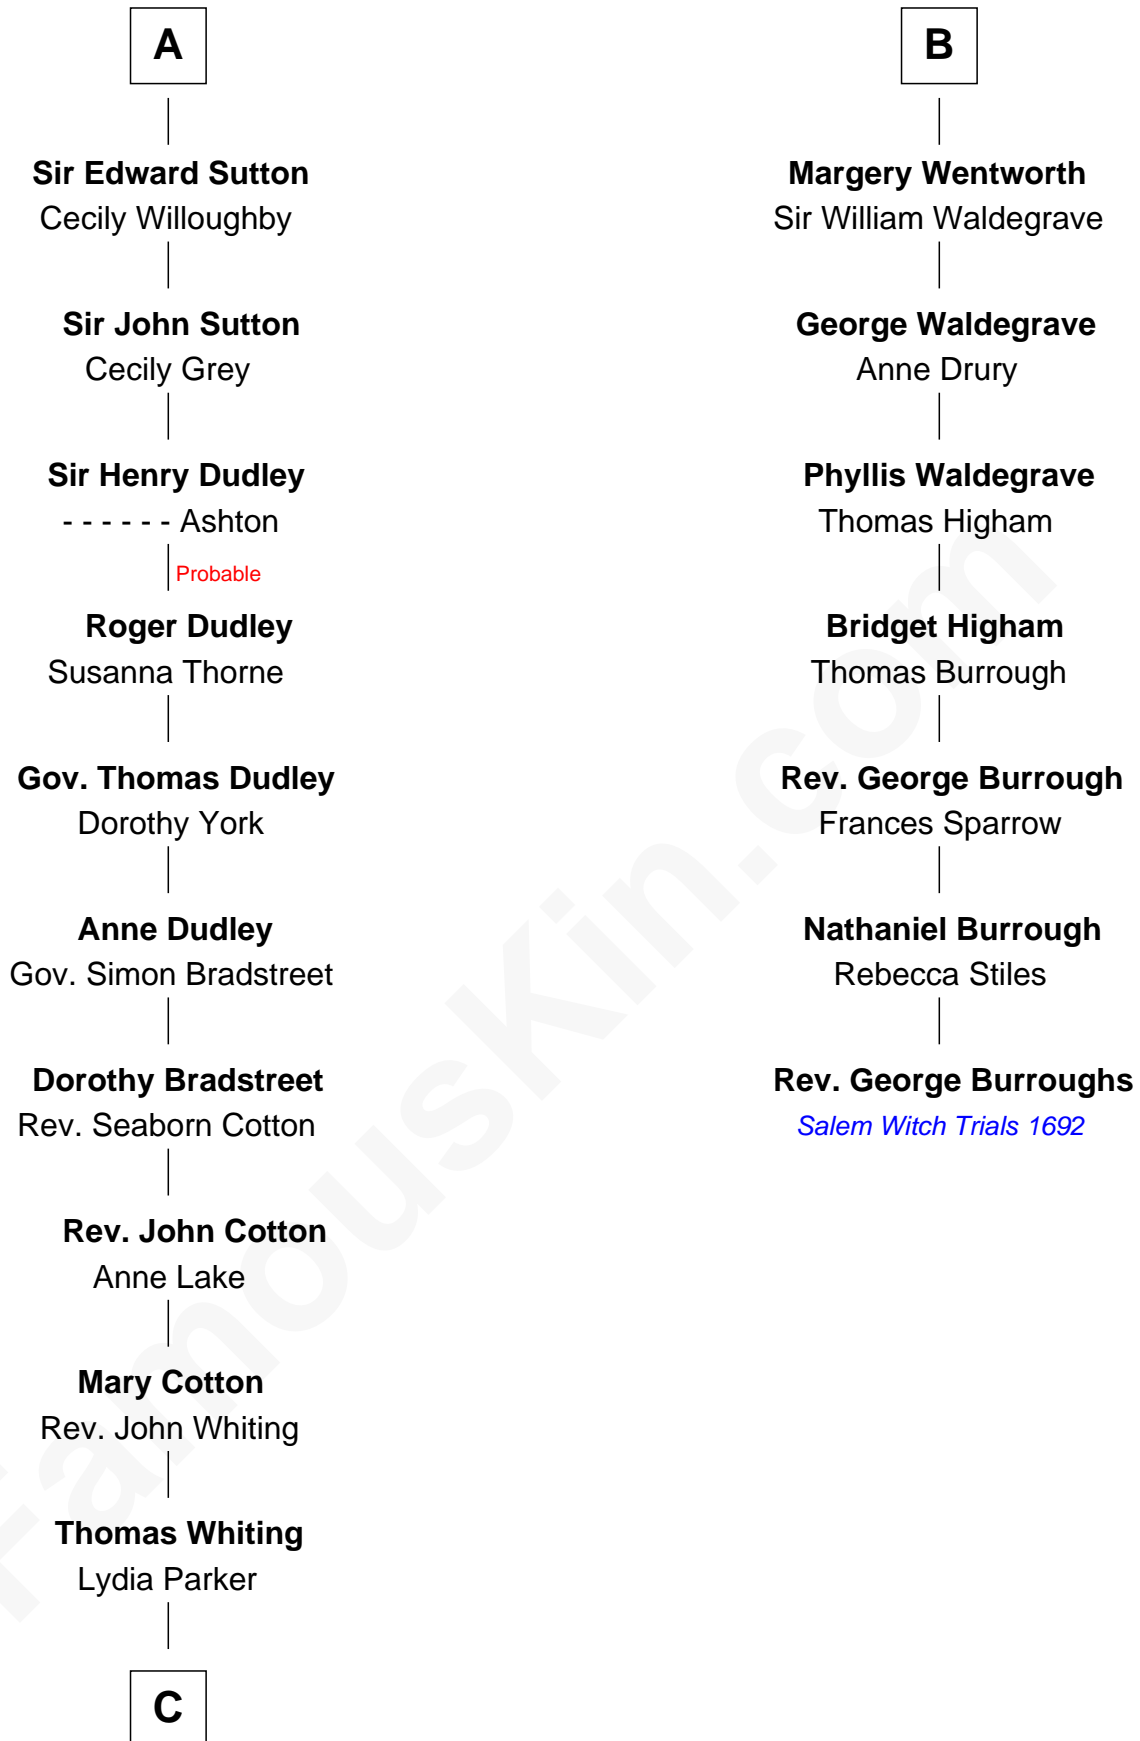 A
Sir Edward Sutton
Cecily Willoughby
Sir John Sutton
Cecily Grey
Sir Henry Dudley
- - - - - - Ashton
Probable
Roger Dudley
Susanna Thorne
Gov. Thomas Dudley
Dorothy York
Anne Dudley
Gov. Simon Bradstreet
Dorothy Bradstreet
Rev. Seaborn Cotton
Rev. John Cotton
Anne Lake
Mary Cotton
Rev. John Whiting
Thomas Whiting
Lydia Parker
C
B
Margery Wentworth
Sir William Waldegrave
George Waldegrave
Anne Drury
Phyllis Waldegrave
Thomas Higham
Bridget Higham
Thomas Burrough
Rev. George Burrough
Frances Sparrow
Nathaniel Burrough
Rebecca Stiles
Rev. George Burroughs
Salem Witch Trials 1692
FamousKin.com